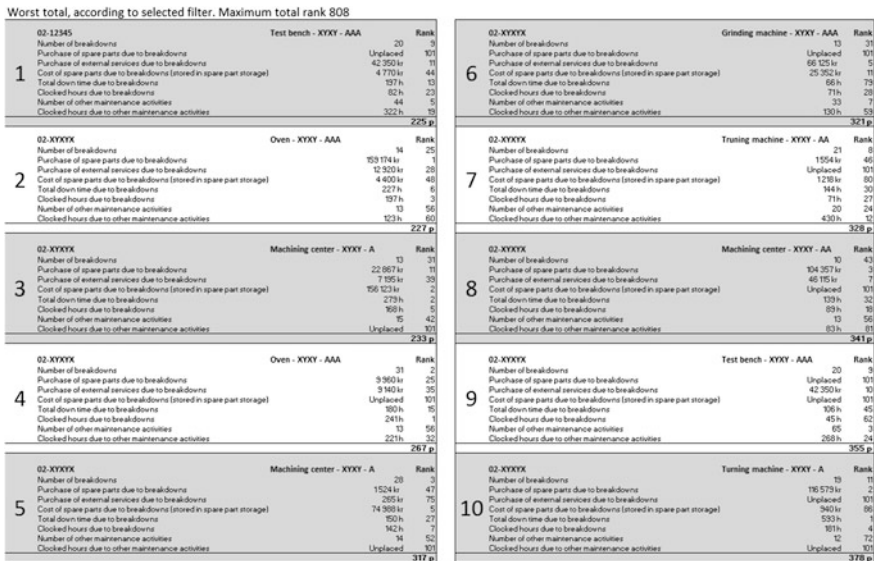 Worst total, according to selected filter. Maximum total rank 808
1
02-12345 Test bench - XYXY - AAA Rank
Number of breakdowns 20 9
Purchase of spare parts due to breakdowns Unplaced 101
Purchase of external services due to breakdowns 42 350 kr 11
Cost of spare parts due to breakdowns (stored in spare part storage) 4 770 kr 44
Total down time due to breakdowns 197 h 13
Clocked hours due to breakdowns 82 h 23
Number of other maintenance activities 44 5
Clocked hours due to other maintenance activities 322 h 19
225 p
2
02-XYXYX Oven - XYXY - AAA Rank
Number of breakdowns 14 25
Purchase of spare parts due to breakdowns 159 174 kr 1
Purchase of external services due to breakdowns 12 920 kr 28
Cost of spare parts due to breakdowns (stored in spare part storage) 4 400 kr 48
Total down time due to breakdowns 227 h 6
Clocked hours due to breakdowns 197 h 3
Number of other maintenance activities 13 56
Clocked hours due to other maintenance activities 123 h 60
227 p
3
02-XYXYX Machining center - XYXY - A Rank
Number of breakdowns 13 31
Purchase of spare parts due to breakdowns 22 867 kr 11
Purchase of external services due to breakdowns 7 195 kr 39
Cost of spare parts due to breakdowns (stored in spare part storage) 156 123 kr 2
Total down time due to breakdowns 279 h 2
Clocked hours due to breakdowns 168 h 5
Number of other maintenance activities 15 42
Clocked hours due to other maintenance activities Unplaced 101
233 p
4
02-XYXYX Oven - XYXY - AAA Rank
Number of breakdowns 31 2
Purchase of spare parts due to breakdowns 9 960 kr 25
Purchase of external services due to breakdowns 9 140 kr 35
Cost of spare parts due to breakdowns (stored in spare part storage) Unplaced 101
Total down time due to breakdowns 180 h 15
Clocked hours due to breakdowns 241 h 1
Number of other maintenance activities 13 56
Clocked hours due to other maintenance activities 221 h 32
267 p
5
02-XYXYX Machining center - XYXY - A Rank
Number of breakdowns 28 3
Purchase of spare parts due to breakdowns 1 524 kr 47
Purchase of external services due to breakdowns 265 kr 75
Cost of spare parts due to breakdowns (stored in spare part storage) 74 988 kr 5
Total down time due to breakdowns 150 h 27
Clocked hours due to breakdowns 142 h 7
Number of other maintenance activities 14 52
Clocked hours due to other maintenance activities Unplaced 101
317 p
6
02-XYXYX Grinding machine - XYXY - AAA Rank
Number of breakdowns 13 31
Purchase of spare parts due to breakdowns Unplaced 101
Purchase of external services due to breakdowns 66 125 kr 5
Cost of spare parts due to breakdowns (stored in spare part storage) 25 352 kr 11
Total down time due to breakdowns 66 h 79
Clocked hours due to breakdowns 71 h 28
Number of other maintenance activities 33 7
Clocked hours due to other maintenance activities 130 h 59
321 p
7
02-XYXYX Truning machine - XYXY - AA Rank
Number of breakdowns 21 8
Purchase of spare parts due to breakdowns 1 554 kr 46
Purchase of external services due to breakdowns Unplaced 101
Cost of spare parts due to breakdowns (stored in spare part storage) 1 218 kr 80
Total down time due to breakdowns 144 h 30
Clocked hours due to breakdowns 71 h 27
Number of other maintenance activities 20 24
Clocked hours due to other maintenance activities 430 h 12
328 p
8
02-XYXYX Machining center - XYXY - AA Rank
Number of breakdowns 10 43
Purchase of spare parts due to breakdowns 104 357 kr 3
Purchase of external services due to breakdowns 46 115 kr 7
Cost of spare parts due to breakdowns (stored in spare part storage) Unplaced 101
Total down time due to breakdowns 139 h 32
Clocked hours due to breakdowns 89 h 18
Number of other maintenance activities 13 56
Clocked hours due to other maintenance activities 83 h 81
341 p
9
02-XYXYX Test bench - XYXY - AAA Rank
Number of breakdowns 20 9
Purchase of spare parts due to breakdowns Unplaced 101
Purchase of external services due to breakdowns 42 350 kr 10
Cost of spare parts due to breakdowns (stored in spare part storage) Unplaced 101
Total down time due to breakdowns 106 h 45
Clocked hours due to breakdowns 45 h 62
Number of other maintenance activities 65 3
Clocked hours due to other maintenance activities 268 h 24
355 p
10
02-XYXYX Turning machine - XYXY - A Rank
Number of breakdowns 19 11
Purchase of spare parts due to breakdowns 116 579 kr 2
Purchase of external services due to breakdowns Unplaced 101
Cost of spare parts due to breakdowns (stored in spare part storage) 940 kr 86
Total down time due to breakdowns 593 h 1
Clocked hours due to breakdowns 181 h 4
Number of other maintenance activities 12 72
Clocked hours due to other maintenance activities Unplaced 101
378 p